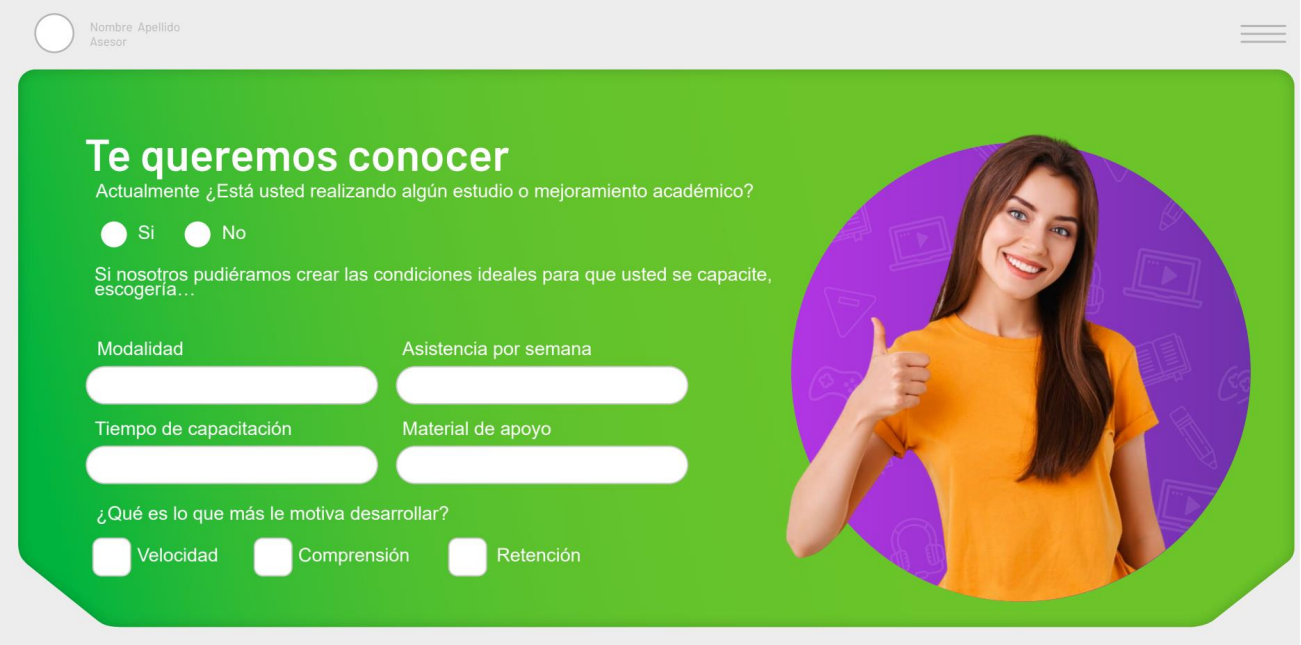 Nombre Apellido
Asesor
Te queremos conocer
Actualmente ¿Está usted realizando algún estudio o mejoramiento académico?
Si No
Si nosotros pudiéramos crear las condiciones ideales para que usted se capacite,
escogería...
Modalidad Asistencia por semana
Tiempo de capacitación Material de apoyo
¿Qué es lo que más le motiva desarrollar?
Velocidad Comprensión Retención